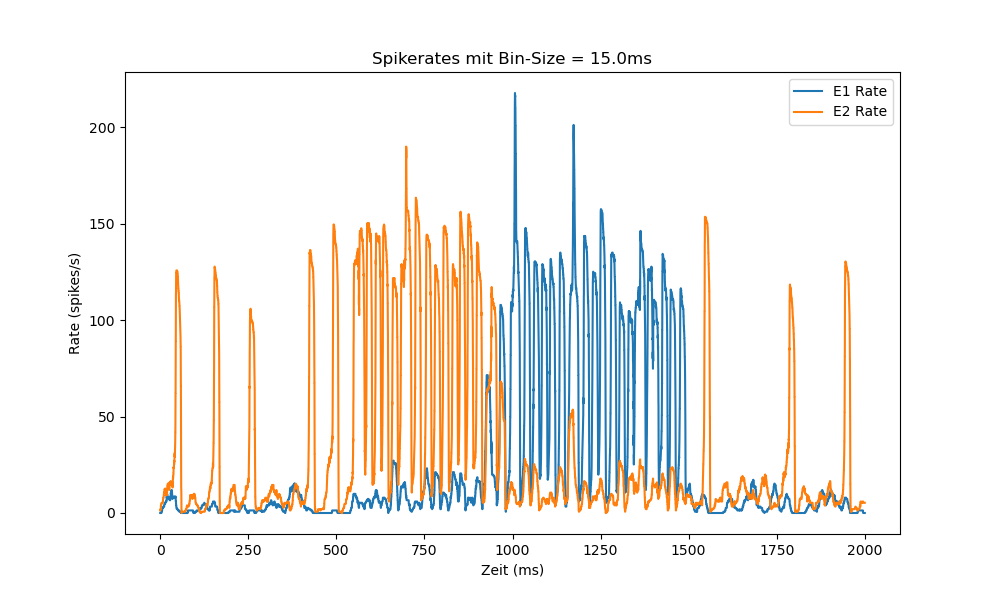 Spikerates mit Bin-Size = 15.0ms
E1 Rate
E2 Rate
200
150
100
50
0
Rate (spikes/s)
0 250 500 750 1000 1250 1500 1750 2000
Zeit (ms)